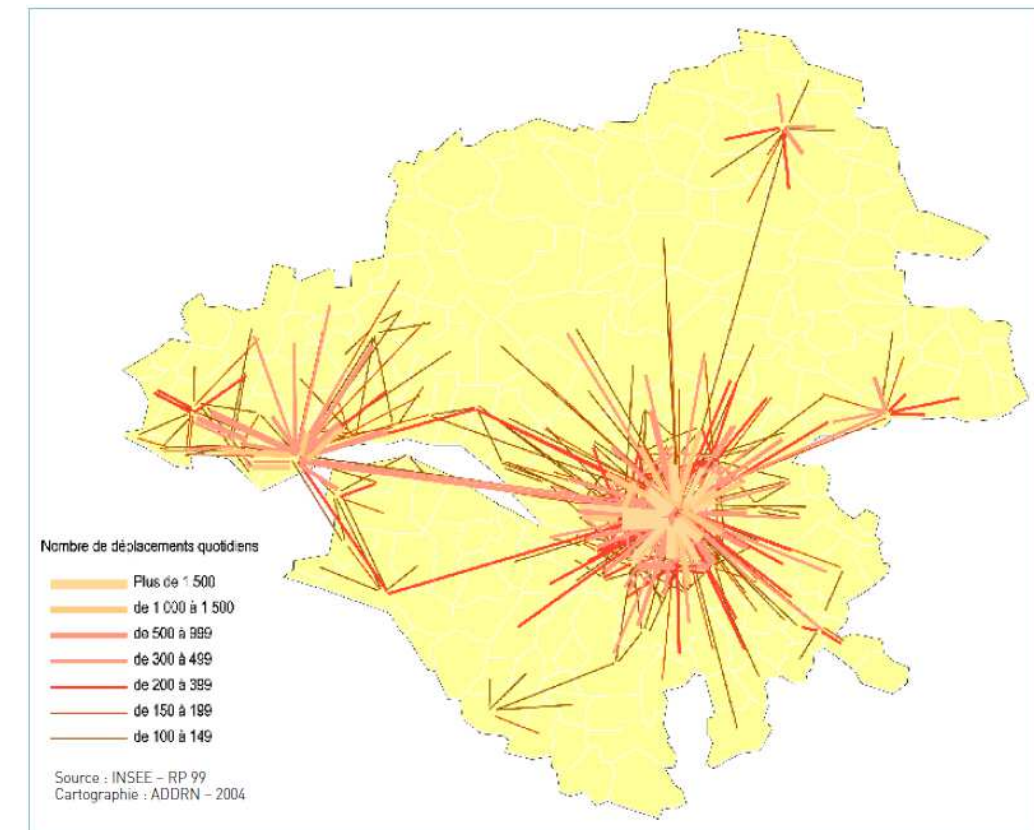 Nombre de déplacements quotidiens
Plus de 1 500
de 1 000 à 1 500
de 500 à 999
de 300 à 499
de 200 à 399
de 150 à 199
de 100 à 149
Source : INSEE – RP 99
Cartographie : ADDRN – 2004